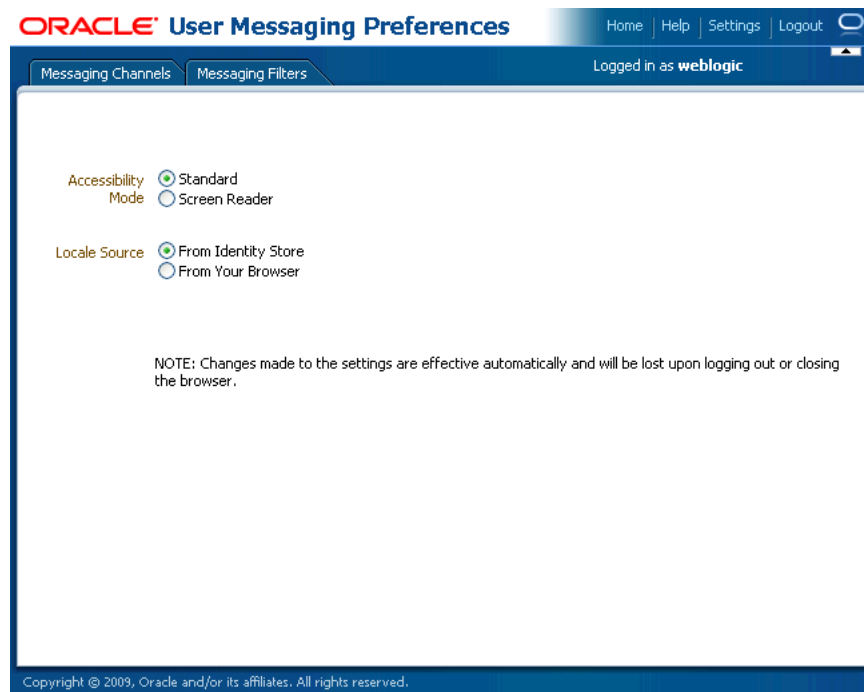 ORACLE User Messaging Preferences
Home Help Settings Logout
Messaging Channels Messaging Filters
Logged in as weblogic
Accessibility Mode
Standard
Screen Reader
Locale Source
From Identity Store
From Your Browser
NOTE: Changes made to the settings are effective automatically and will be lost upon logging out or closing
the browser.
Copyright © 2009, Oracle and/or its affiliates. All rights reserved.